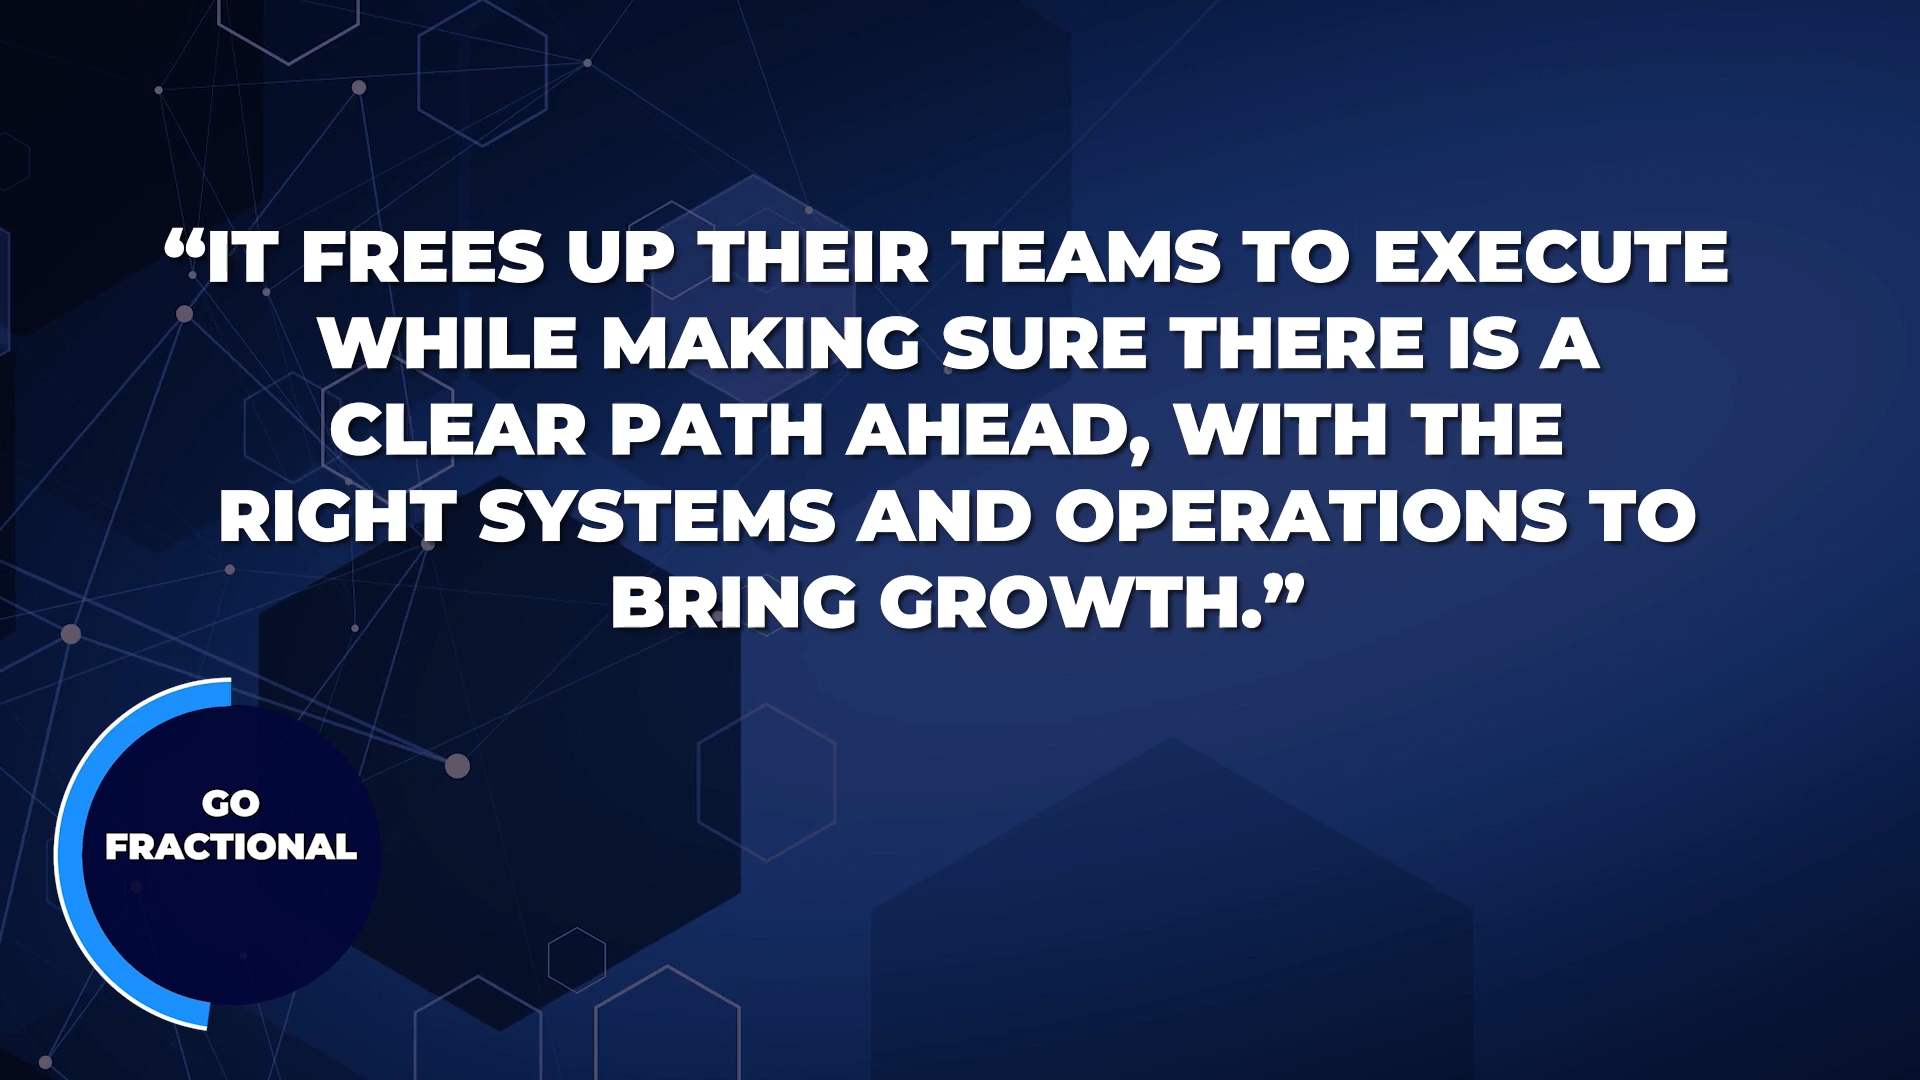 “IT FREES UP THEIR TEAMS TO EXECUTE
WHILE MAKING SURE THERE IS A
CLEAR PATH AHEAD, WITH THE
RIGHT SYSTEMS AND OPERATIONS TO
BRING GROWTH.”
GO
FRACTIONAL